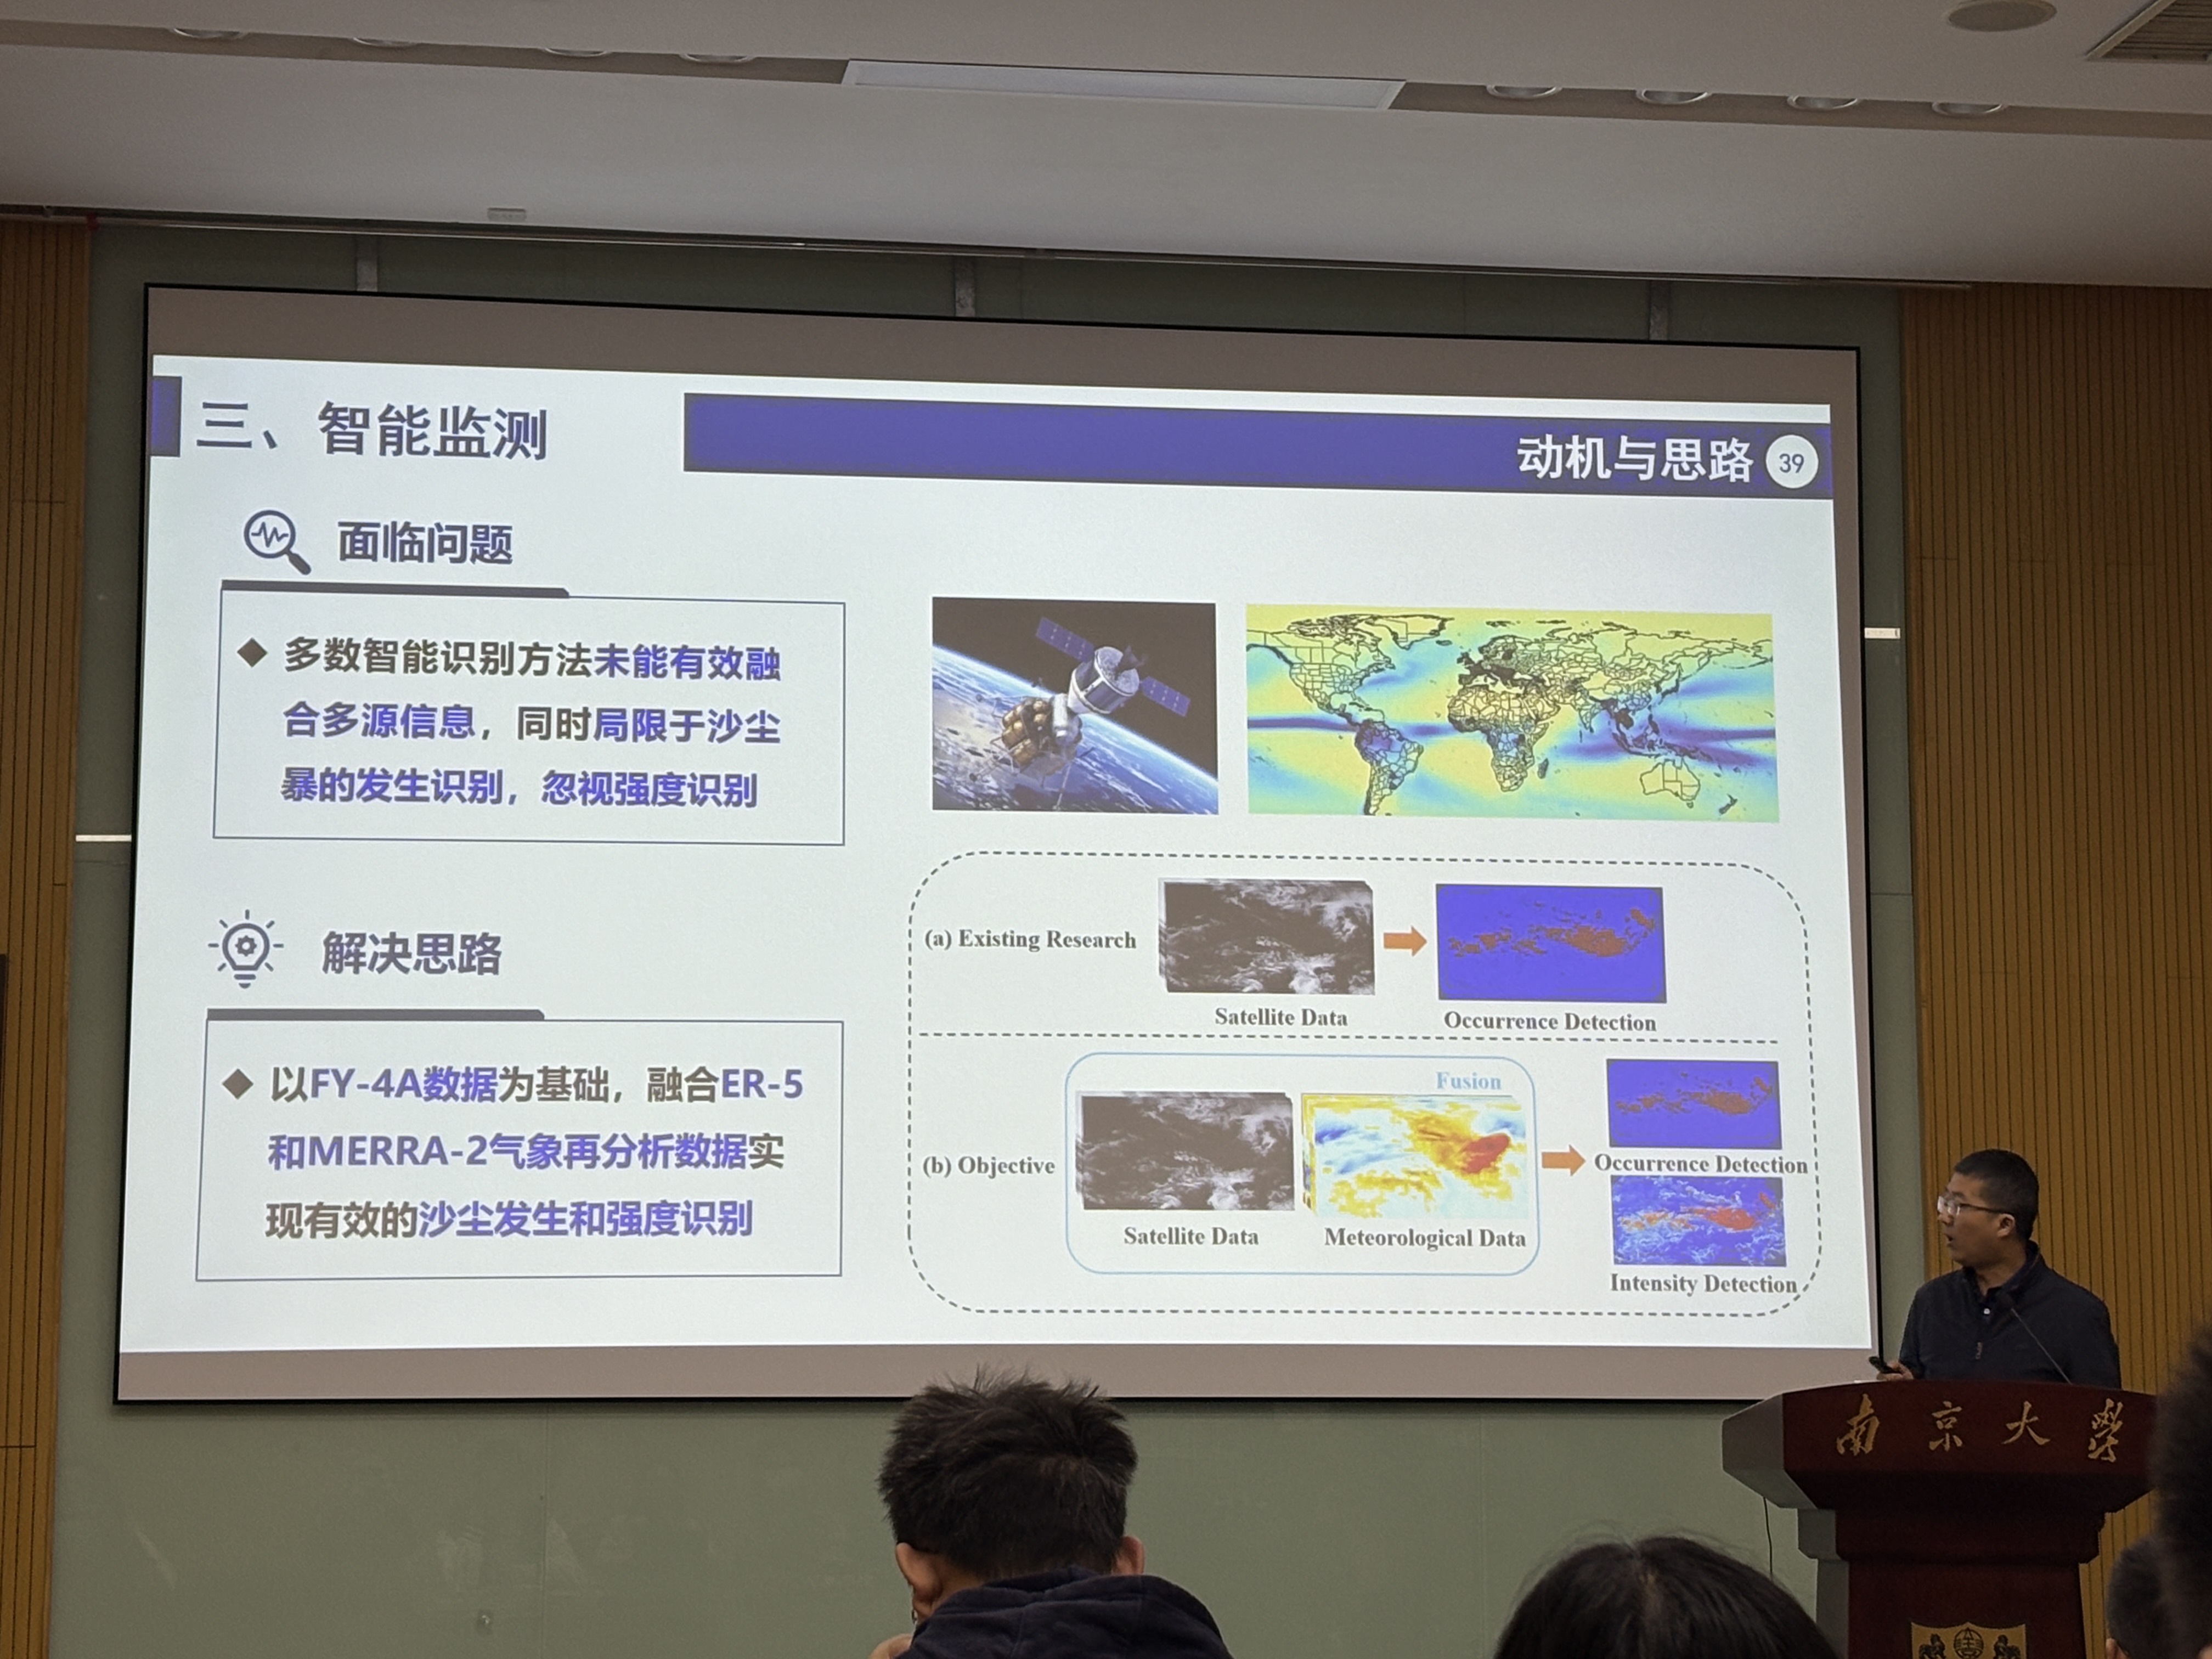 三、智能监测
动机与思路 39
面临问题
◆ 多数智能识别方法未能有效融
合多源信息，同时局限于沙尘
暴的发生识别，忽视强度识别
解决思路
◆ 以FY-4A数据为基础，融合ER-5
和MERRA-2气象再分析数据实
现有效的沙尘发生和强度识别
(a) Existing Research
Satellite Data
Occurrence Detection
(b) Objective
Fusion
Satellite Data
Meteorological Data
Occurrence Detection
Intensity Detection
南京大學